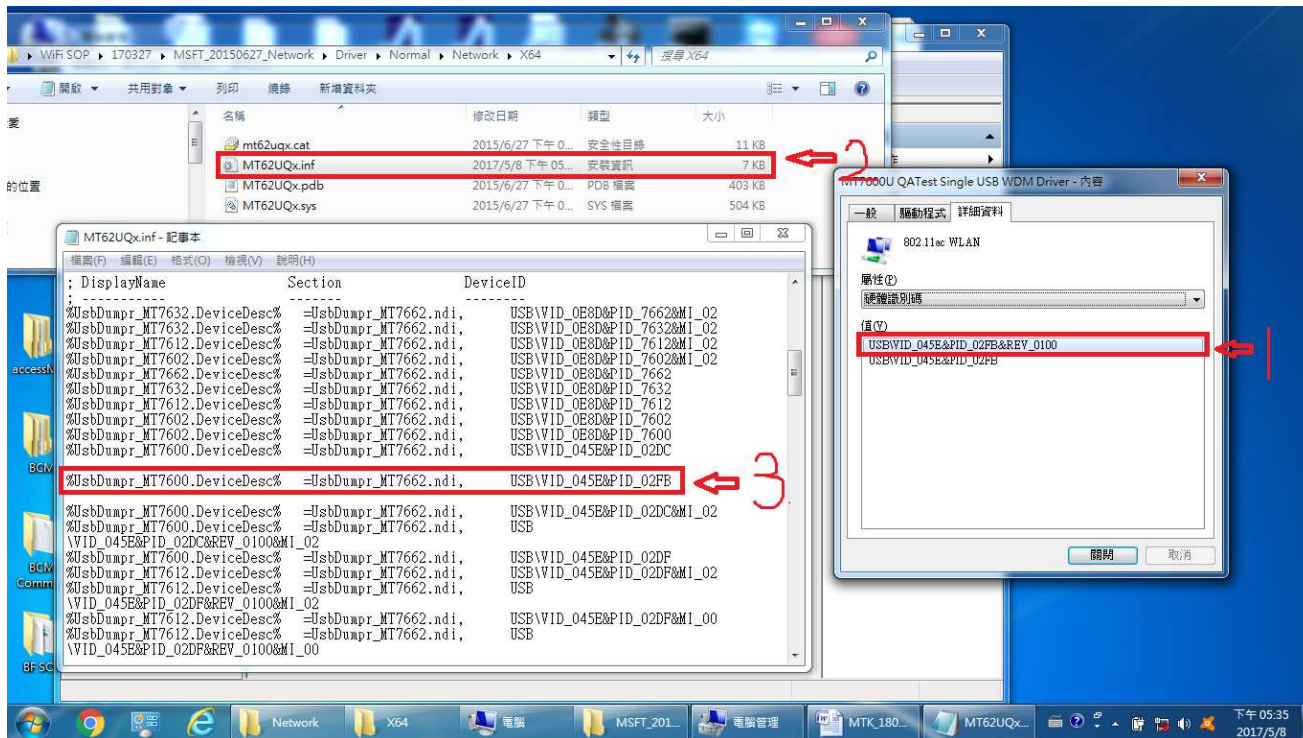 WiFi SOP ▸ 170327 ▸ MSFT_20150627_Network ▸ Driver ▸ Normal ▸ Network ▸ X64
搜尋 X64
開啟
共用對象
列印
燒錄
新增資料夾
名稱
修改日期
類型
大小
mt62uqx.cat
2015/6/27 下午 0...
安全性目錄
11 KB
MT62UQx.inf
2017/5/8 下午 05...
安裝資訊
7 KB
MT62UQx.pdb
2015/6/27 下午 0...
PDB 檔案
403 KB
MT62UQx.sys
2015/6/27 下午 0...
SYS 檔案
504 KB
的位置
2
MT62UQx.inf - 記事本
檔案(F) 編輯(E) 格式(O) 檢視(V) 說明(H)
; DisplayName Section DeviceID
; ----------- ------- --------
%UsbDumpr_MT7632.DeviceDesc% =UsbDumpr_MT7662.ndi, USB\VID_0E8D&PID_7662&MI_02
%UsbDumpr_MT7632.DeviceDesc% =UsbDumpr_MT7662.ndi, USB\VID_0E8D&PID_7632&MI_02
%UsbDumpr_MT7612.DeviceDesc% =UsbDumpr_MT7662.ndi, USB\VID_0E8D&PID_7612&MI_02
%UsbDumpr_MT7602.DeviceDesc% =UsbDumpr_MT7662.ndi, USB\VID_0E8D&PID_7602&MI_02
%UsbDumpr_MT7662.DeviceDesc% =UsbDumpr_MT7662.ndi, USB\VID_0E8D&PID_7662
%UsbDumpr_MT7632.DeviceDesc% =UsbDumpr_MT7662.ndi, USB\VID_0E8D&PID_7632
%UsbDumpr_MT7612.DeviceDesc% =UsbDumpr_MT7662.ndi, USB\VID_0E8D&PID_7612
%UsbDumpr_MT7602.DeviceDesc% =UsbDumpr_MT7662.ndi, USB\VID_0E8D&PID_7602
%UsbDumpr_MT7602.DeviceDesc% =UsbDumpr_MT7662.ndi, USB\VID_0E8D&PID_7600
%UsbDumpr_MT7600.DeviceDesc% =UsbDumpr_MT7662.ndi, USB\VID_045E&PID_02DC
%UsbDumpr_MT7600.DeviceDesc% =UsbDumpr_MT7662.ndi, USB\VID_045E&PID_02FB
3
%UsbDumpr_MT7600.DeviceDesc% =UsbDumpr_MT7662.ndi, USB\VID_045E&PID_02DC&MI_02
%UsbDumpr_MT7600.DeviceDesc% =UsbDumpr_MT7662.ndi, USB
\VID_045E&PID_02DC&REV_0100&MI_02
%UsbDumpr_MT7600.DeviceDesc% =UsbDumpr_MT7662.ndi, USB\VID_045E&PID_02DF
%UsbDumpr_MT7612.DeviceDesc% =UsbDumpr_MT7662.ndi, USB\VID_045E&PID_02DF&MI_02
%UsbDumpr_MT7612.DeviceDesc% =UsbDumpr_MT7662.ndi, USB
\VID_045E&PID_02DF&REV_0100&MI_02
%UsbDumpr_MT7612.DeviceDesc% =UsbDumpr_MT7662.ndi, USB\VID_045E&PID_02DF&MI_00
%UsbDumpr_MT7612.DeviceDesc% =UsbDumpr_MT7662.ndi, USB
\VID_045E&PID_02DF&REV_0100&MI_00
MT7600U QATest Single USB WDM Driver - 內容
一般
驅動程式
詳細資料
802.11ac WLAN
屬性(P)
硬體識別碼
值(V)
USB\VID_045E&PID_02FB&REV_0100
USB\VID_045E&PID_02FB
1
關閉
取消
BGM
BGM
Comm
BF SO
Network
X64
電腦
MSFT_201...
電腦管理
MTK_180...
MT62UQx...
下午 05:35
2017/5/8